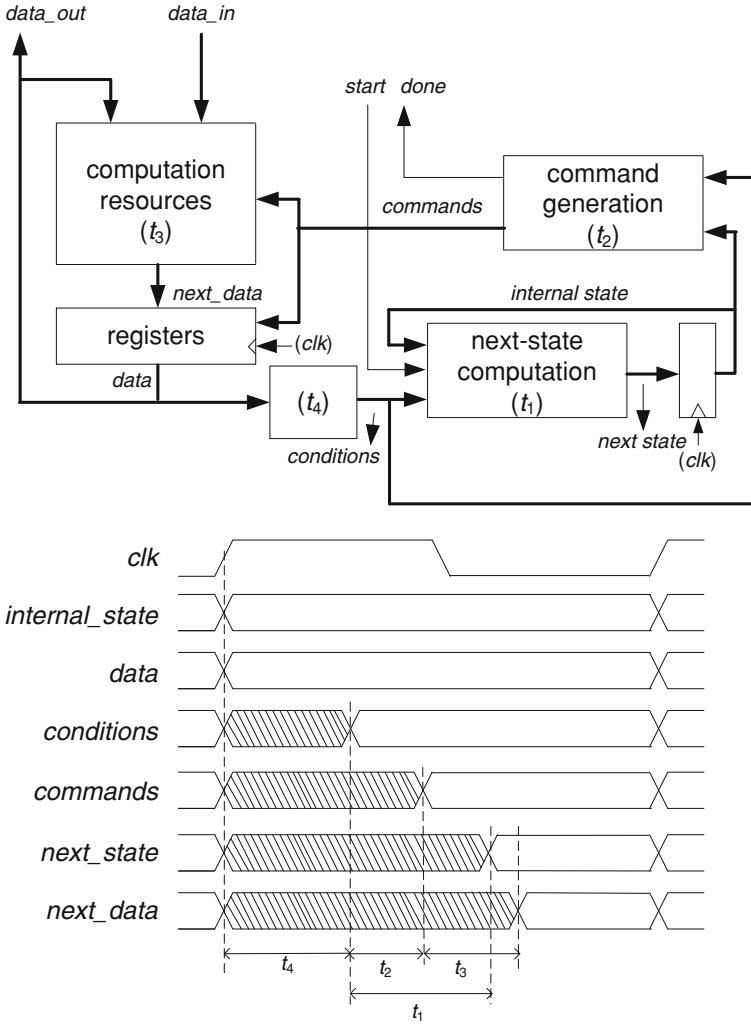 data_out
data_in
start
done
computation
resources
(t3)
command
generation
(t2)
commands
next_data
internal state
registers
(clk)
next-state
computation
(t1)
data
(t4)
conditions
next state
(clk)
clk
internal_state
data
conditions
commands
next_state
next_data
t4
t2
t3
t1